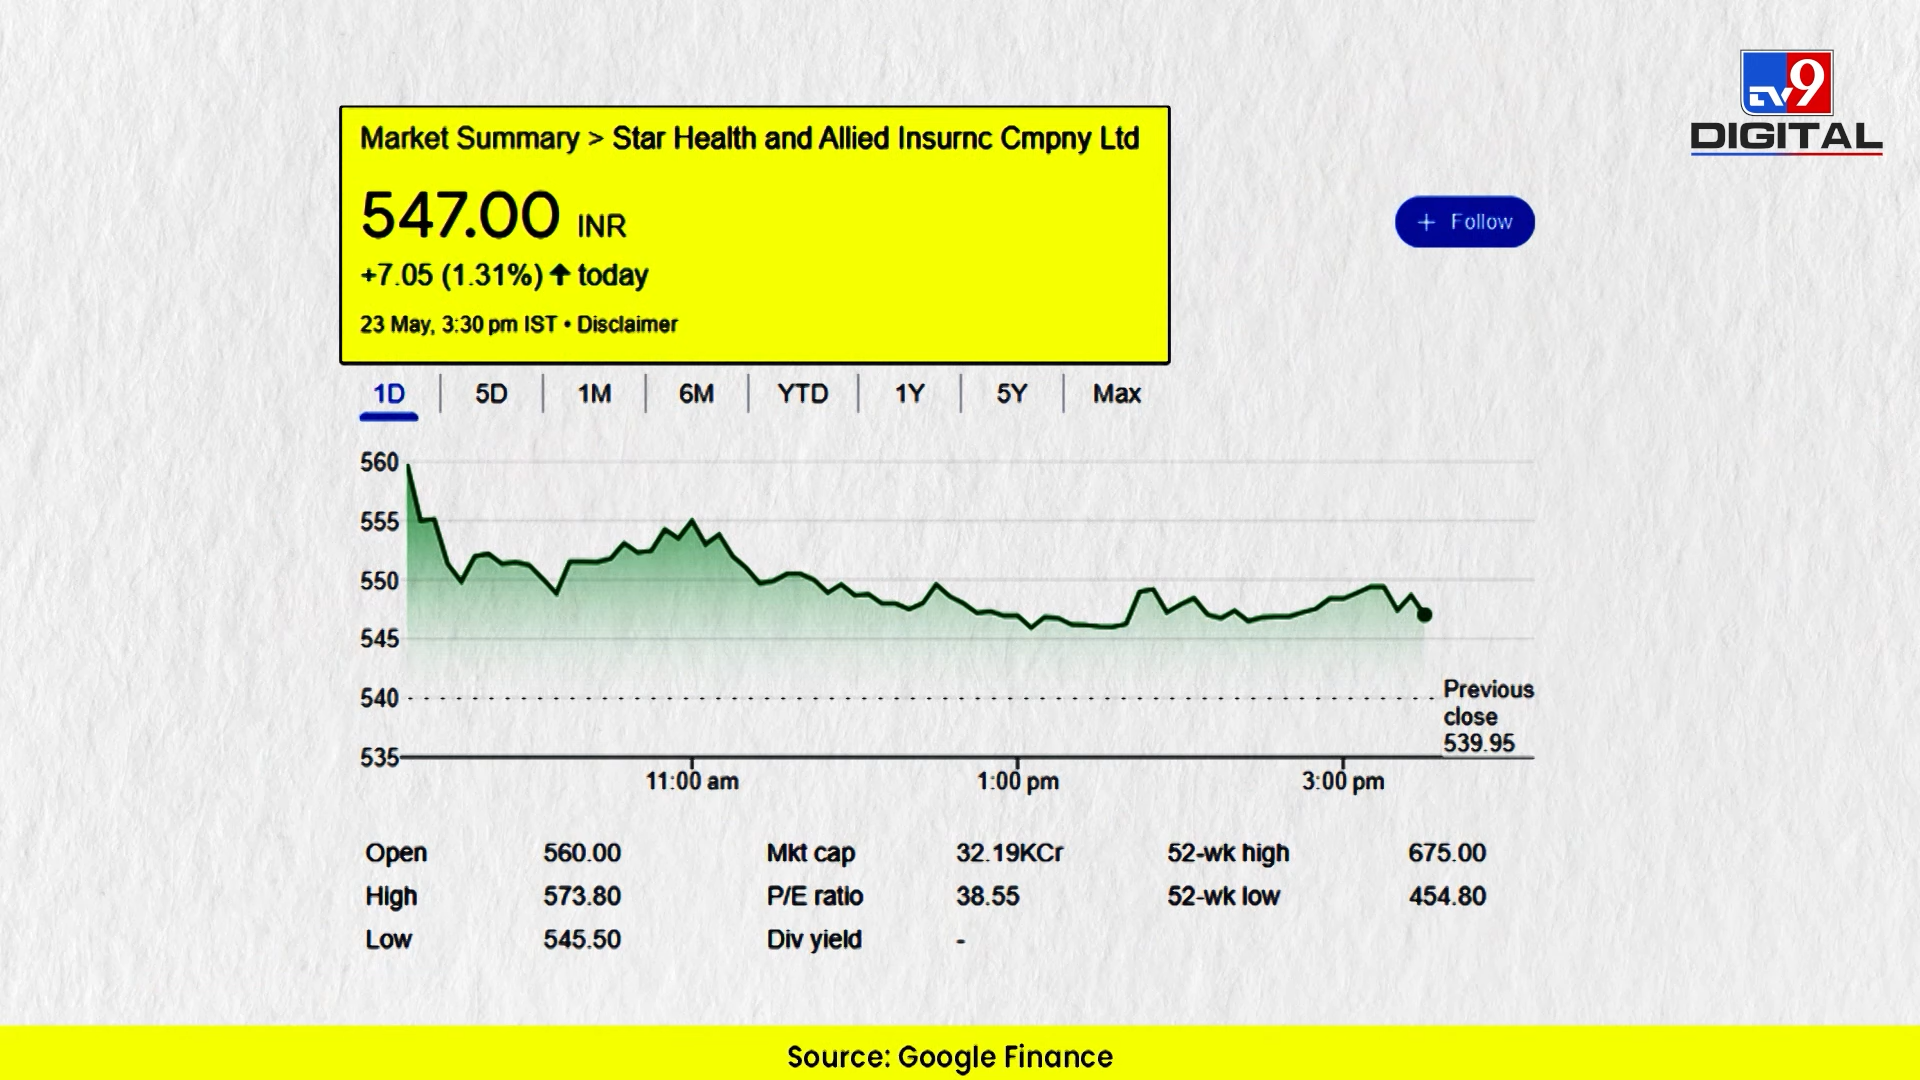 TV9
DIGITAL
Market Summary > Star Health and Allied Insurnc Cmpny Ltd
547.00 INR
+7.05 (1.31%) ↑ today
23 May, 3:30 pm IST • Disclaimer
+ Follow
1D 5D 1M 6M YTD 1Y 5Y Max
560
555
550
545
540
535
Previous
close
539.95
11:00 am 1:00 pm 3:00 pm
Open 560.00 Mkt cap 32.19KCr 52-wk high 675.00
High 573.80 P/E ratio 38.55 52-wk low 454.80
Low 545.50 Div yield -
Source: Google Finance